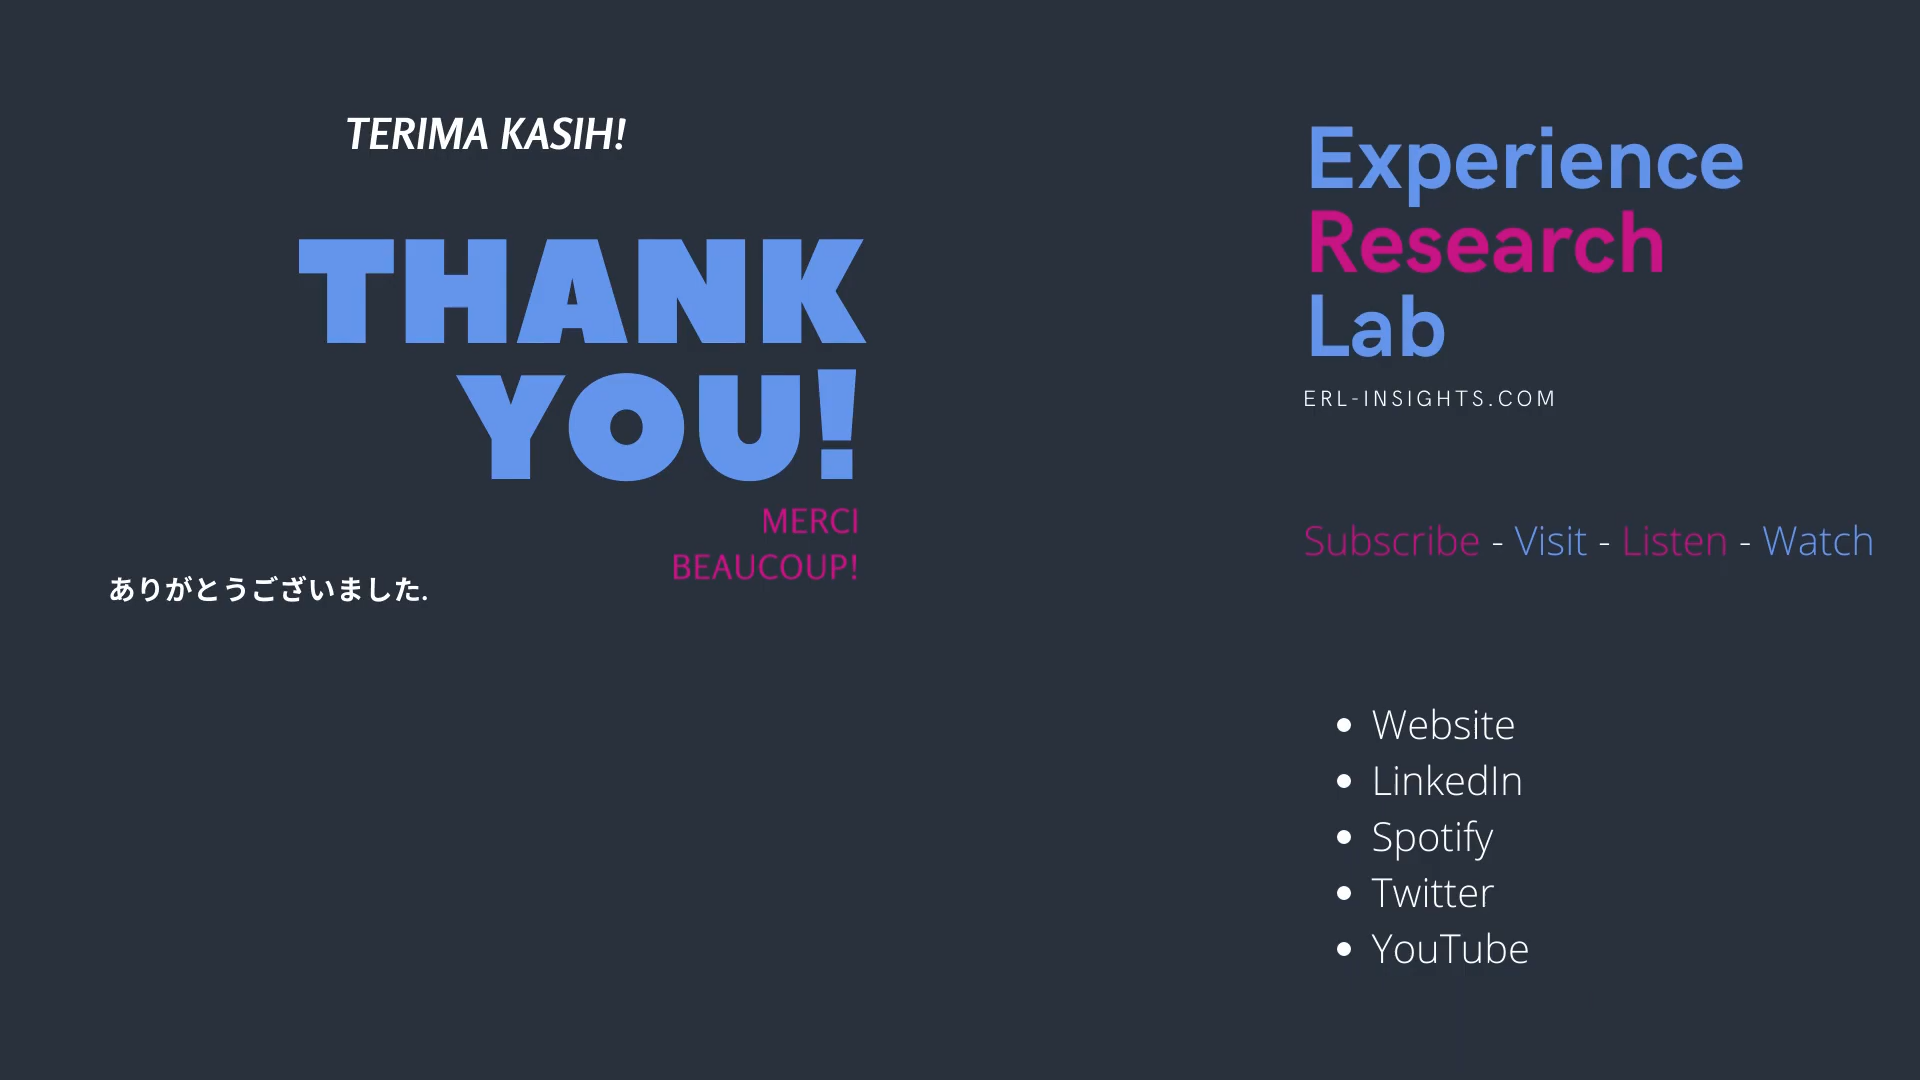 TERIMA KASIH!
THANK
YOU!
MERCI
BEAUCOUP!
ありがとうございました.
Experience
Research
Lab
ERL-INSIGHTS.COM
Subscribe - Visit - Listen - Watch
• Website
• LinkedIn
• Spotify
• Twitter
• YouTube